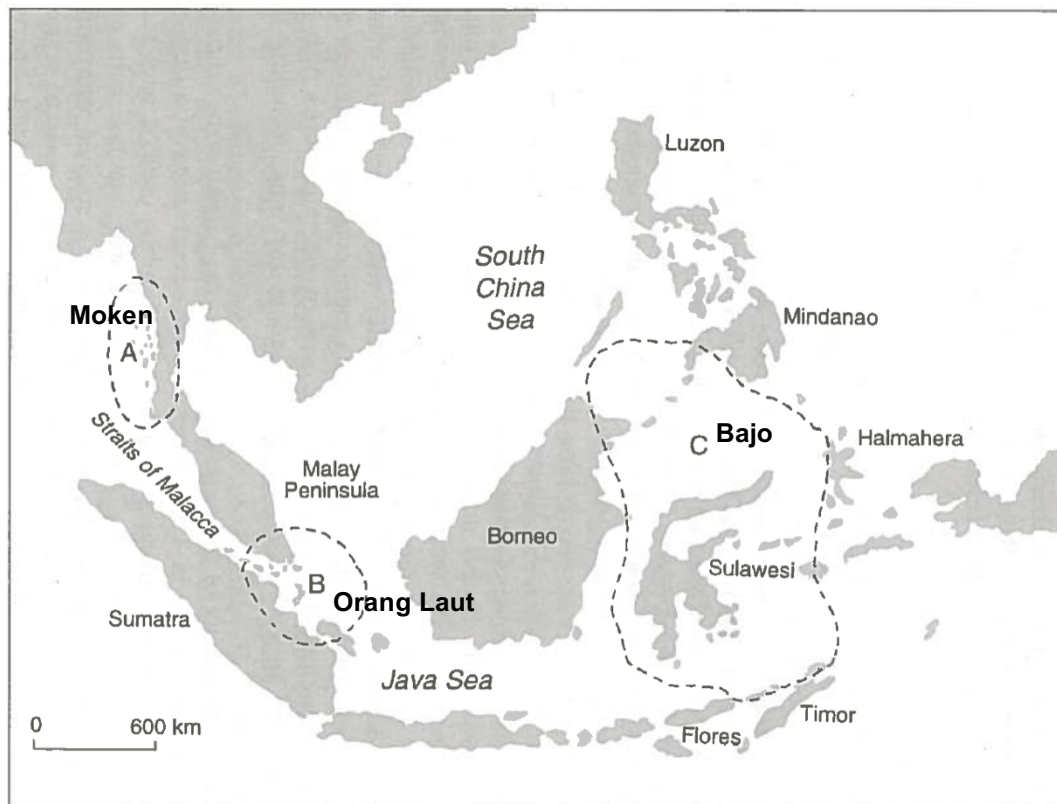 Luzon
South
China
Sea
Mindanao
Moken
A
Straits of Malacca
Malay
Peninsula
C
Bajo
Halmahera
Borneo
Sulawesi
B
Orang Laut
Sumatra
Java Sea
Timor
Flores
0
600 km